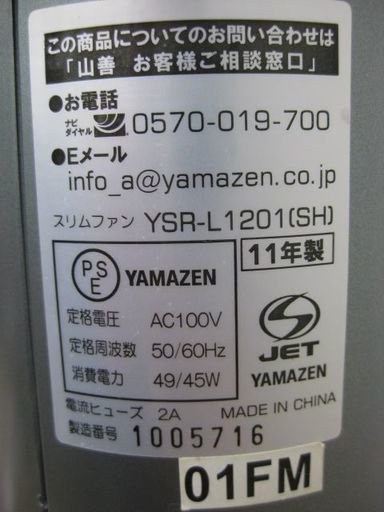 この商品についてのお問い合わせは
「山善 お客様ご相談窓口」
●お電話
ナビダイヤル 0570-019-700
●Eメール
info_a@yamazen.co.jp
スリムファン YSR-L1201(SH)
PSE YAMAZEN 11年製
定格電圧 AC100V
定格周波数 50/60Hz
消費電力 49/45W
S JET
YAMAZEN
電流ヒューズ 2A MADE IN CHINA
製造番号 1005716
01FM